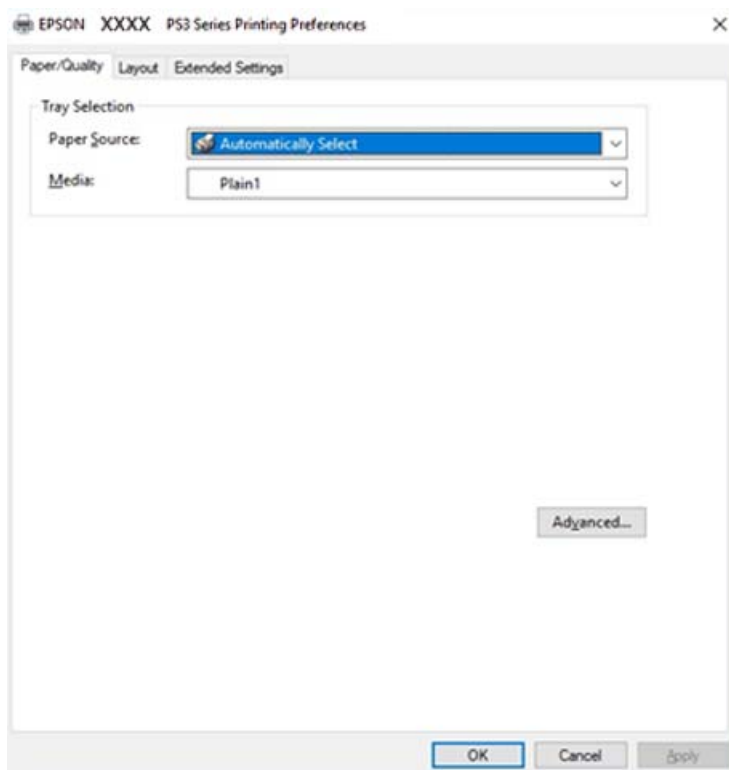 EPSON XXXX PS3 Series Printing Preferences
Paper/Quality Layout Extended Settings
Tray Selection
Paper Source: Automatically Select
Media: Plain1
Advanced...
OK Cancel Apply